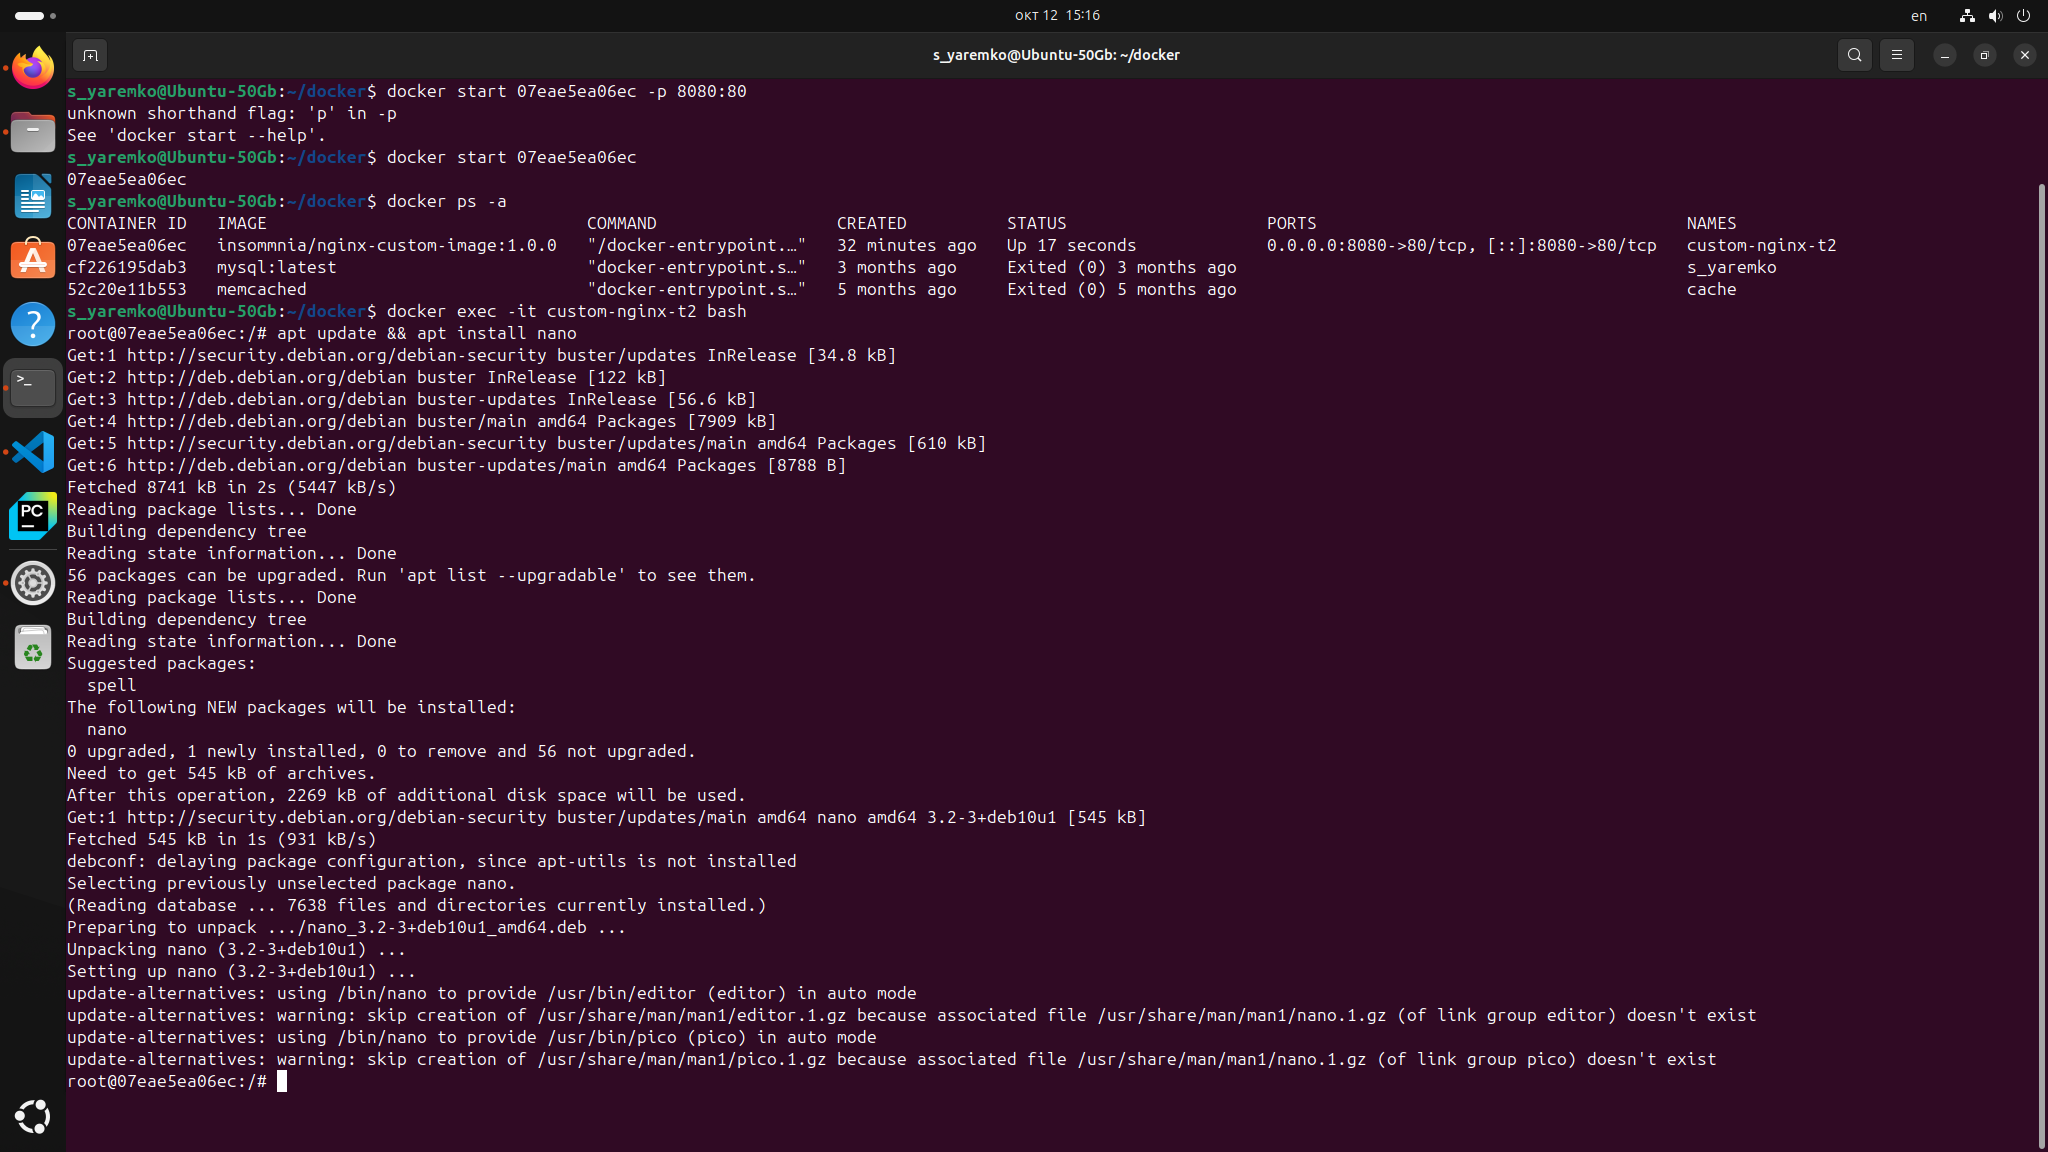 окт 12 15:16
en
s_yaremko@Ubuntu-50Gb: ~/docker
s_yaremko@Ubuntu-50Gb:~/docker$ docker start 07eae5ea06ec -p 8080:80
unknown shorthand flag: 'p' in -p
See 'docker start --help'.
s_yaremko@Ubuntu-50Gb:~/docker$ docker start 07eae5ea06ec
07eae5ea06ec
s_yaremko@Ubuntu-50Gb:~/docker$ docker ps -a
CONTAINER ID   IMAGE                                COMMAND                  CREATED          STATUS                    PORTS                                     NAMES
07eae5ea06ec   insommnia/nginx-custom-image:1.0.0   "/docker-entrypoint.…"   32 minutes ago   Up 17 seconds             0.0.0.0:8080->80/tcp, [::]:8080->80/tcp   custom-nginx-t2
cf226195dab3   mysql:latest                         "docker-entrypoint.s…"   3 months ago     Exited (0) 3 months ago                                             s_yaremko
52c20e11b553   memcached                            "docker-entrypoint.s…"   5 months ago     Exited (0) 5 months ago                                             cache
s_yaremko@Ubuntu-50Gb:~/docker$ docker exec -it custom-nginx-t2 bash
root@07eae5ea06ec:/# apt update && apt install nano
Get:1 http://security.debian.org/debian-security buster/updates InRelease [34.8 kB]
Get:2 http://deb.debian.org/debian buster InRelease [122 kB]
Get:3 http://deb.debian.org/debian buster-updates InRelease [56.6 kB]
Get:4 http://deb.debian.org/debian buster/main amd64 Packages [7909 kB]
Get:5 http://security.debian.org/debian-security buster/updates/main amd64 Packages [610 kB]
Get:6 http://deb.debian.org/debian buster-updates/main amd64 Packages [8788 B]
Fetched 8741 kB in 2s (5447 kB/s)
Reading package lists... Done
Building dependency tree
Reading state information... Done
56 packages can be upgraded. Run 'apt list --upgradable' to see them.
Reading package lists... Done
Building dependency tree
Reading state information... Done
Suggested packages:
  spell
The following NEW packages will be installed:
  nano
0 upgraded, 1 newly installed, 0 to remove and 56 not upgraded.
Need to get 545 kB of archives.
After this operation, 2269 kB of additional disk space will be used.
Get:1 http://security.debian.org/debian-security buster/updates/main amd64 nano amd64 3.2-3+deb10u1 [545 kB]
Fetched 545 kB in 1s (931 kB/s)
debconf: delaying package configuration, since apt-utils is not installed
Selecting previously unselected package nano.
(Reading database ... 7638 files and directories currently installed.)
Preparing to unpack .../nano_3.2-3+deb10u1_amd64.deb ...
Unpacking nano (3.2-3+deb10u1) ...
Setting up nano (3.2-3+deb10u1) ...
update-alternatives: using /bin/nano to provide /usr/bin/editor (editor) in auto mode
update-alternatives: warning: skip creation of /usr/share/man/man1/editor.1.gz because associated file /usr/share/man/man1/nano.1.gz (of link group editor) doesn't exist
update-alternatives: using /bin/nano to provide /usr/bin/pico (pico) in auto mode
update-alternatives: warning: skip creation of /usr/share/man/man1/pico.1.gz because associated file /usr/share/man/man1/nano.1.gz (of link group pico) doesn't exist
root@07eae5ea06ec:/#
PC